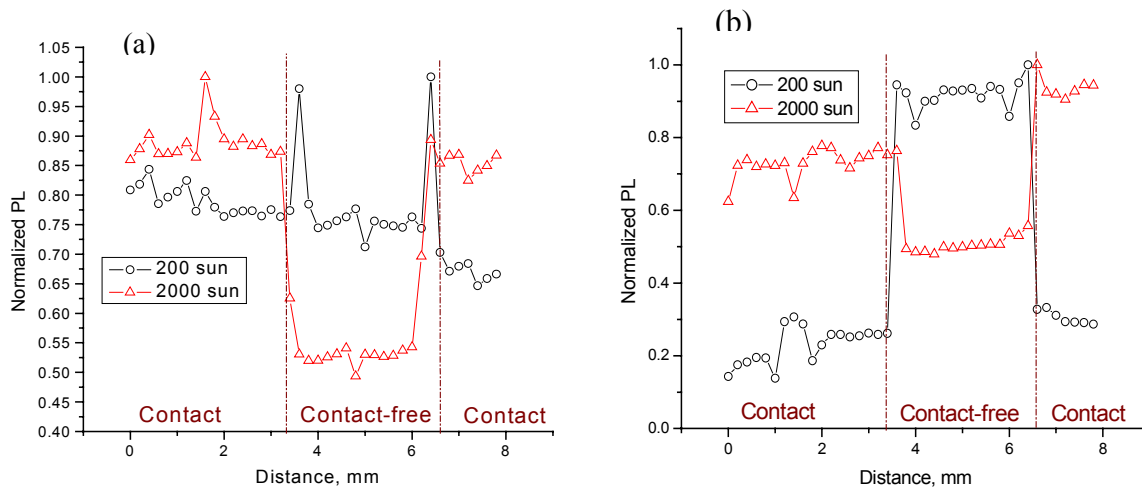 (a)
1.05
1.00
0.95
0.90
0.85
0.80
0.75
0.70
0.65
0.60
0.55
0.50
0.45
0.40
Normalized PL
200 sun
2000 sun
Contact
Contact-free
Contact
0
2
4
6
8
Distance, mm
(b)
1.0
0.8
0.6
0.4
0.2
0.0
Normalized PL
200 sun
2000 sun
Contact
Contact-free
Contact
0
2
4
6
8
Distance, mm